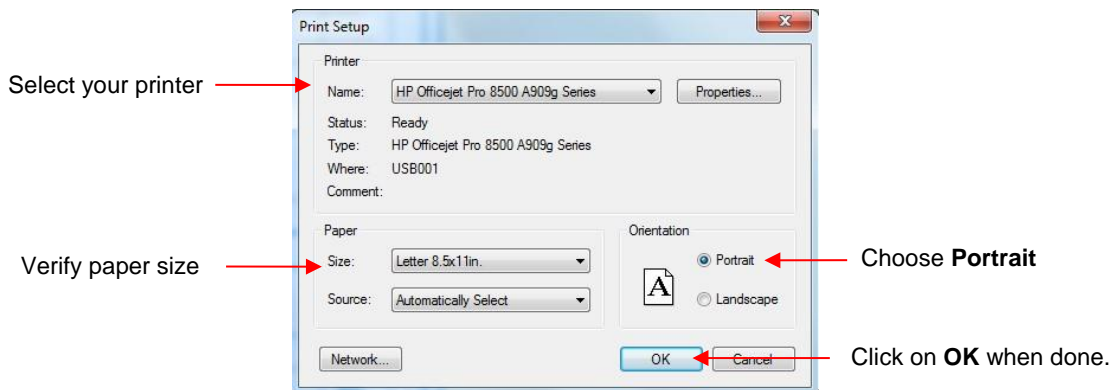 Print Setup
X
Printer
Select your printer
Name: HP Officejet Pro 8500 A909g Series Properties...
Status: Ready
Type: HP Officejet Pro 8500 A909g Series
Where: USB001
Comment:
Paper
Orientation
Verify paper size
Size: Letter 8.5x11in.
Portrait
Choose Portrait
Source: Automatically Select
A
Landscape
Network...
OK
Cancel
Click on OK when done.